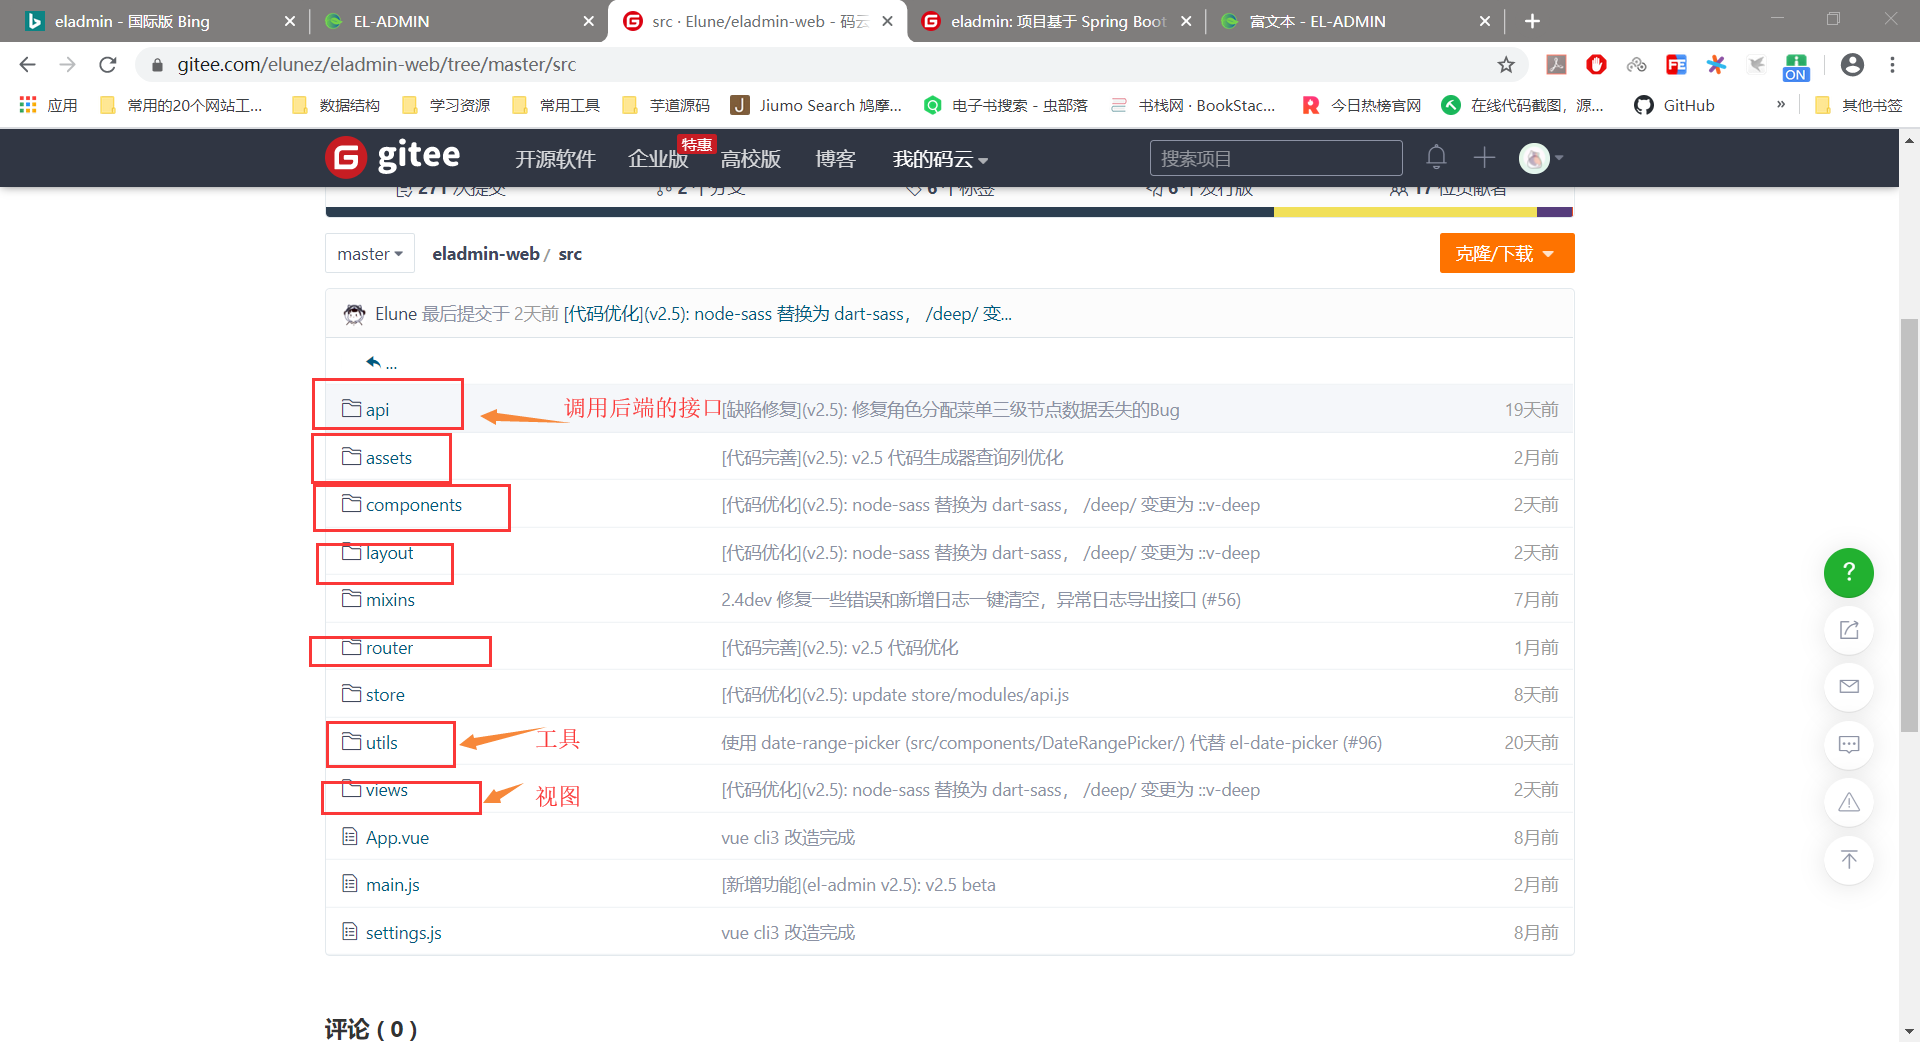 eladmin - 国际版 Bing
EL-ADMIN
src · Elune/eladmin-web - 码云
eladmin: 项目基于 Spring Boot
富文本 - EL-ADMIN
gitee.com/elunez/eladmin-web/tree/master/src
ON
应用
常用的20个网站工...
数据结构
学习资源
常用工具
芋道源码
Jiumo Search 鸠摩...
电子书搜索 - 虫部落
书栈网 · BookStac...
今日热榜官网
在线代码截图，源...
GitHub
»
其他书签
gitee
开源软件
企业版
特惠
高校版
博客
我的码云
搜索项目
271 次提交
2 个分支
6 个标签
6 个发行版
17 位贡献者
master
eladmin-web / src
克隆/下载
Elune 最后提交于 2天前 [代码优化](v2.5): node-sass 替换为 dart-sass， /deep/ 变...
...
api 调用后端的接口 [缺陷修复](v2.5): 修复角色分配菜单三级节点数据丢失的Bug 19天前
assets [代码完善](v2.5): v2.5 代码生成器查询列优化 2月前
components [代码优化](v2.5): node-sass 替换为 dart-sass， /deep/ 变更为 ::v-deep 2天前
layout [代码优化](v2.5): node-sass 替换为 dart-sass， /deep/ 变更为 ::v-deep 2天前
mixins 2.4dev 修复一些错误和新增日志一键清空，异常日志导出接口 (#56) 7月前
router [代码完善](v2.5): v2.5 代码优化 1月前
store [代码优化](v2.5): update store/modules/api.js 8天前
utils 工具 使用 date-range-picker (src/components/DateRangePicker/) 代替 el-date-picker (#96) 20天前
views 视图 [代码优化](v2.5): node-sass 替换为 dart-sass， /deep/ 变更为 ::v-deep 2天前
App.vue vue cli3 改造完成 8月前
main.js [新增功能](el-admin v2.5): v2.5 beta 2月前
settings.js vue cli3 改造完成 8月前
?
评论 ( 0 )